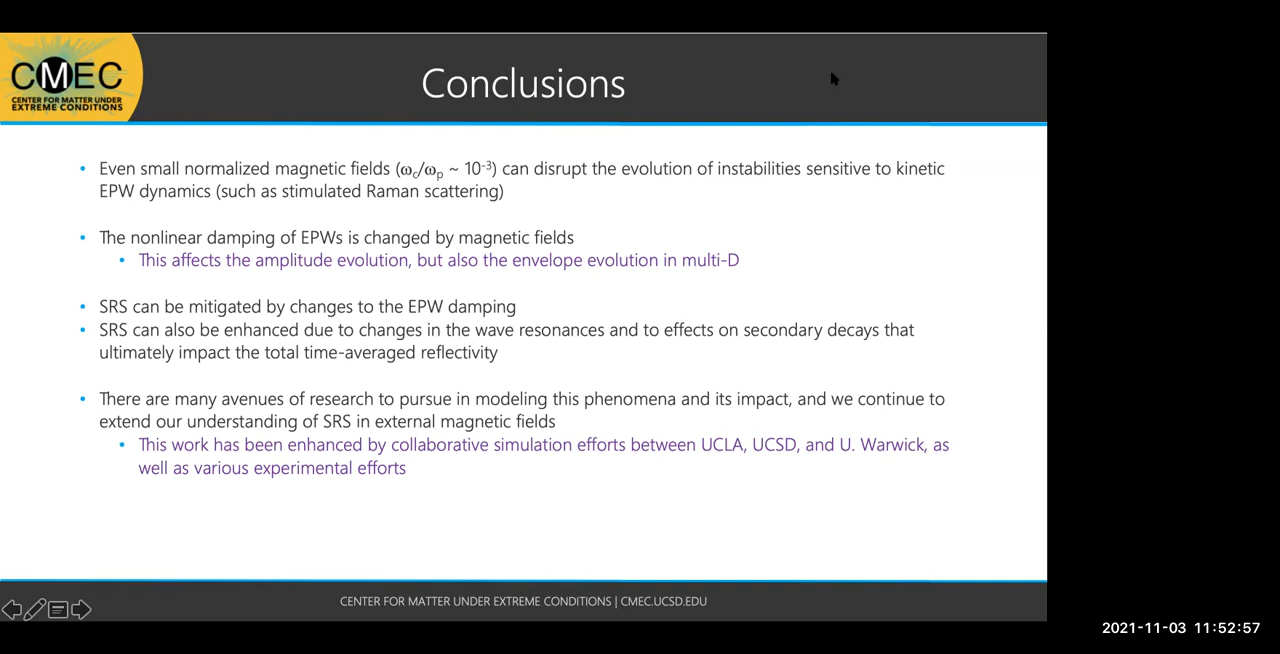 CMEC
CENTER FOR MATTER UNDER
EXTREME CONDITIONS
Conclusions
• Even small normalized magnetic fields (ωc/ωp ~ 10-3) can disrupt the evolution of instabilities sensitive to kinetic
EPW dynamics (such as stimulated Raman scattering)
• The nonlinear damping of EPWs is changed by magnetic fields
• This affects the amplitude evolution, but also the envelope evolution in multi-D
• SRS can be mitigated by changes to the EPW damping
• SRS can also be enhanced due to changes in the wave resonances and to effects on secondary decays that
ultimately impact the total time-averaged reflectivity
• There are many avenues of research to pursue in modeling this phenomena and its impact, and we continue to
extend our understanding of SRS in external magnetic fields
• This work has been enhanced by collaborative simulation efforts between UCLA, UCSD, and U. Warwick, as
well as various experimental efforts
CENTER FOR MATTER UNDER EXTREME CONDITIONS | CMEC.UCSD.EDU
2021-11-03 11:52:57